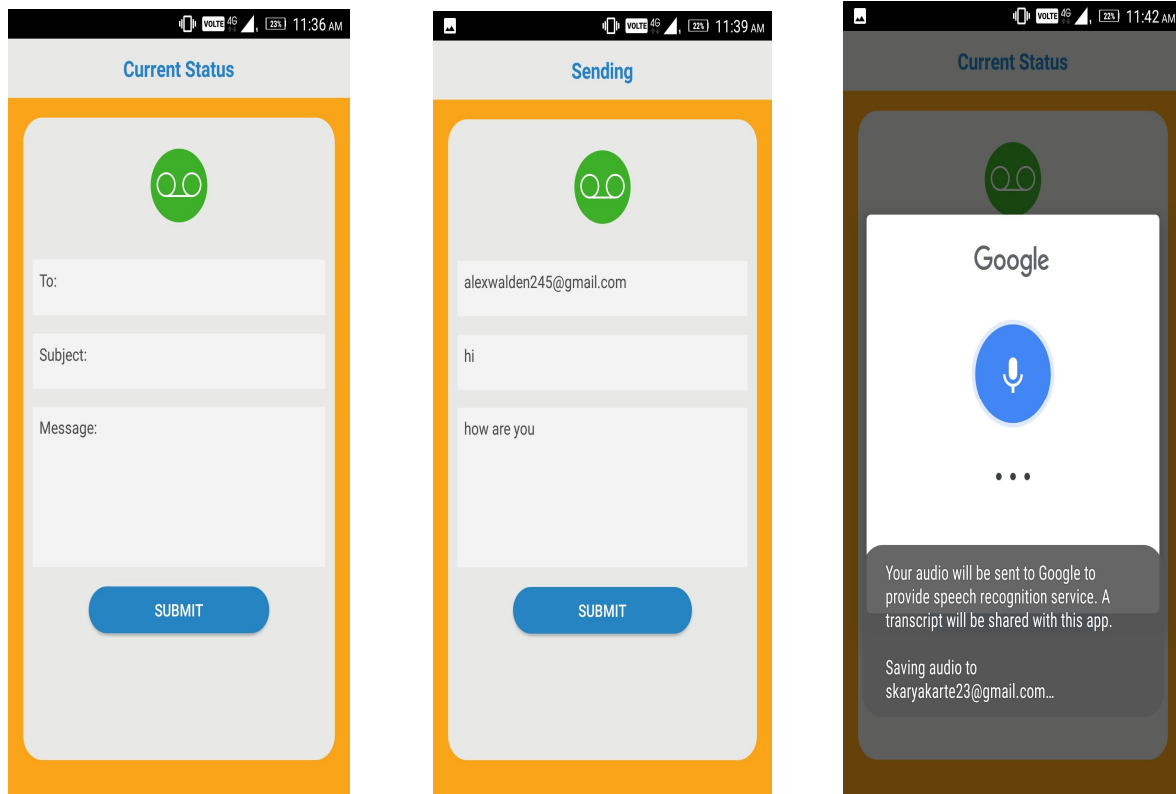 VOLTE 4G 23% 11:36 AM
Current Status
To:
Subject:
Message:
SUBMIT
VOLTE 4G 22% 11:39 AM
Sending
alexwalden245@gmail.com
hi
how are you
SUBMIT
VOLTE 4G 22% 11:42 AM
Current Status
Google
Your audio will be sent to Google to
provide speech recognition service. A
transcript will be shared with this app.
Saving audio to
skaryakarte23@gmail.com...